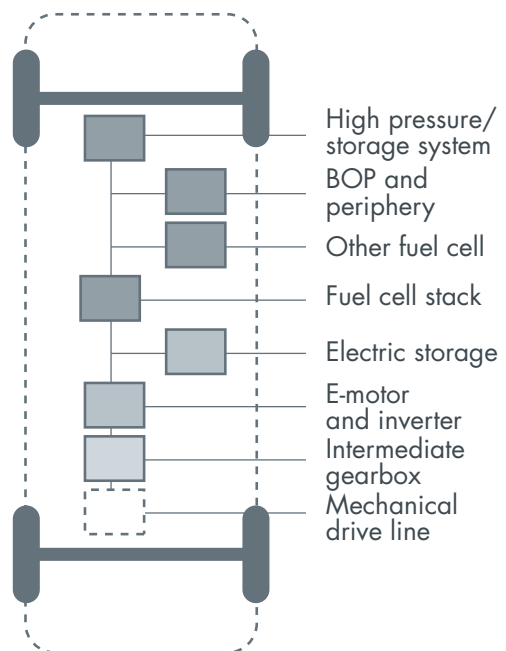 High pressure/
storage system
BOP and
periphery
Other fuel cell
Fuel cell stack
Electric storage
E-motor
and inverter
Intermediate
gearbox
Mechanical
drive line